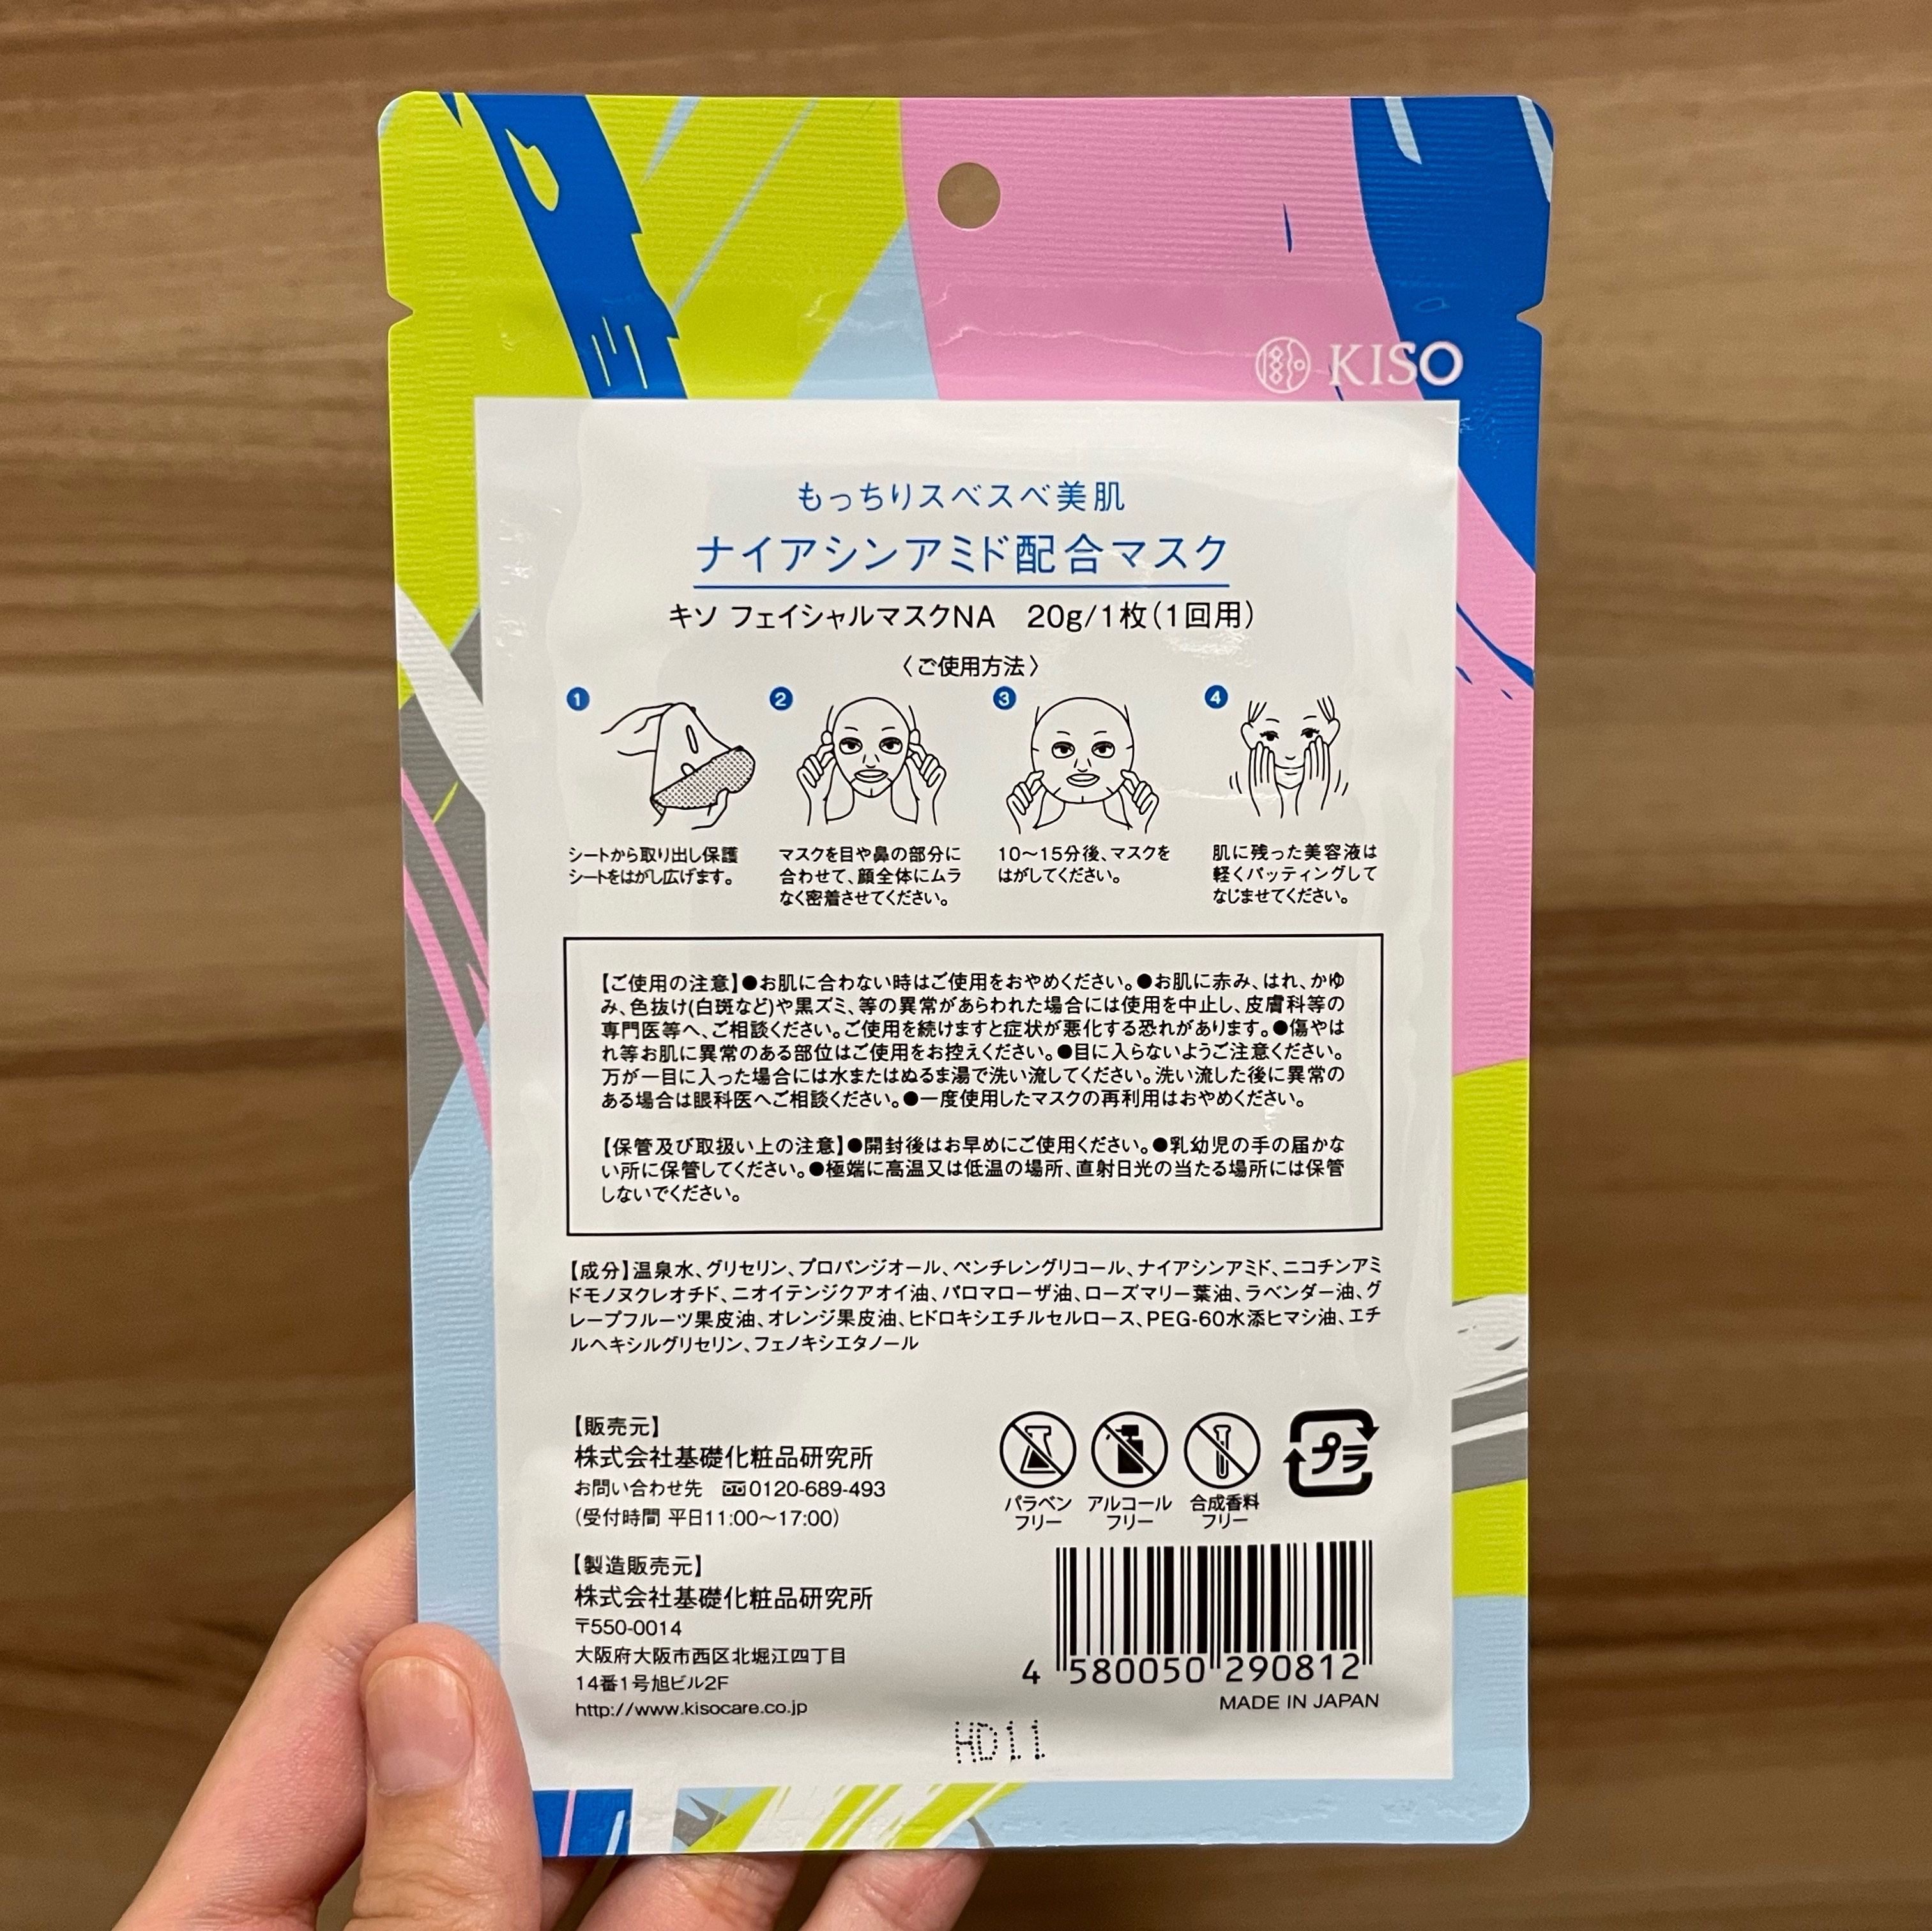 KISO
もっちりスベスベ美肌
ナイアシンアミド配合マスク
キソ フェイシャルマスクNA　20g/1枚(1回用)
〈ご使用方法〉
1
シートから取り出し保護
シートをはがし広げます。
2
マスクを目や鼻の部分に
合わせて、顔全体にムラ
なく密着させてください。
3
10〜15分後、マスクを
はがしてください。
4
肌に残った美容液は
軽くパッティングして
なじませてください。
【ご使用の注意】●お肌に合わない時はご使用をおやめください。●お肌に赤み、はれ、かゆ
み、色抜け(白斑など)や黒ズミ、等の異常があらわれた場合には使用を中止し、皮膚科等の
専門医等へ、ご相談ください。ご使用を続けますと症状が悪化する恐れがあります。●傷やは
れ等お肌に異常のある部位はご使用をお控えください。●目に入らないようご注意ください。
万が一目に入った場合には水またはぬるま湯で洗い流してください。洗い流した後に異常の
ある場合は眼科医へご相談ください。●一度使用したマスクの再利用はおやめください。
【保管及び取扱い上の注意】●開封後はお早めにご使用ください。●乳幼児の手の届かな
い所に保管してください。●極端に高温又は低温の場所、直射日光の当たる場所には保管
しないでください。
【成分】温泉水、グリセリン、プロパンジオール、ペンチレングリコール、ナイアシンアミド、ニコチンアミ
ドモノヌクレオチド、ニオイテンジクアオイ油、パロマローザ油、ローズマリー葉油、ラベンダー油、グ
レープフルーツ果皮油、オレンジ果皮油、ヒドロキシエチルセルロース、PEG-60水添ヒマシ油、エチ
ルヘキシルグリセリン、フェノキシエタノール
【販売元】
株式会社基礎化粧品研究所
お問い合わせ先　0120-689-493
(受付時間 平日11:00〜17:00)
【製造販売元】
株式会社基礎化粧品研究所
〒550-0014
大阪府大阪市西区北堀江四丁目
14番1号旭ビル2F
http://www.kisocare.co.jp
パラベン
フリー
アルコール
フリー
合成香料
フリー
プラ
4 580050 290812
MADE IN JAPAN
HD11